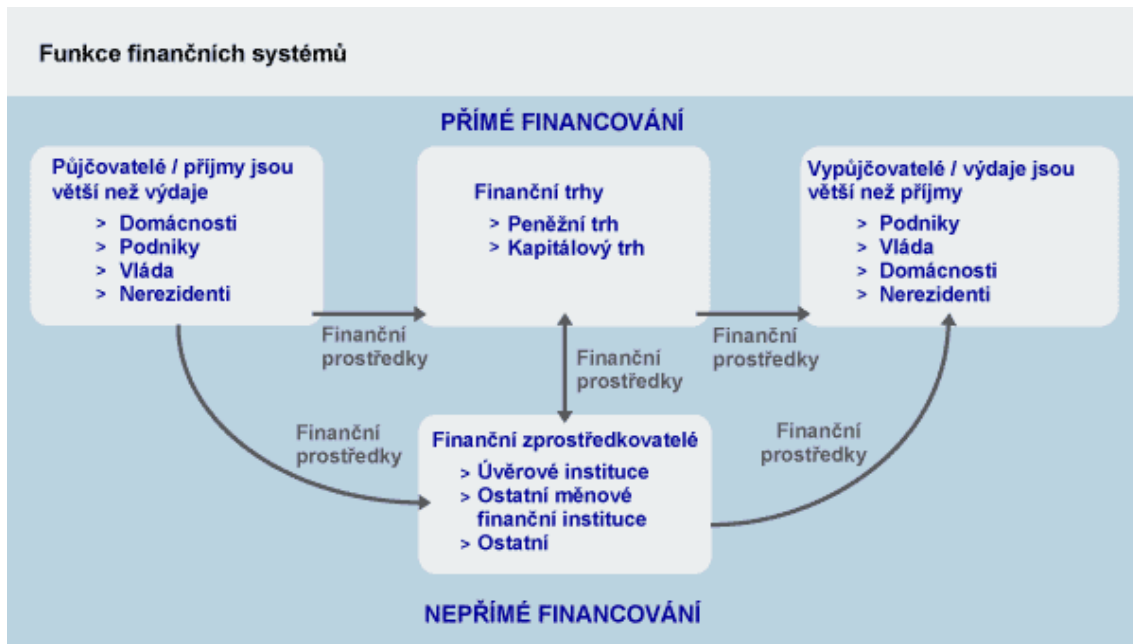 Funkce finančních systémů
PŘÍMÉ FINANCOVÁNÍ
Půjčovatelé / příjmy jsou
větší než výdaje
> Domácnosti
> Podniky
> Vláda
> Nerezidenti
Finanční trhy
> Peněžní trh
> Kapitálový trh
Vypůjčovatelé / výdaje jsou
větší než příjmy
> Podniky
> Vláda
> Domácnosti
> Nerezidenti
Finanční
prostředky
Finanční
prostředky
Finanční
prostředky
Finanční
prostředky
Finanční
prostředky
Finanční zprostředkovatelé
> Úvěrové instituce
> Ostatní měnové
finanční instituce
> Ostatní
NEPŘÍMÉ FINANCOVÁNÍ